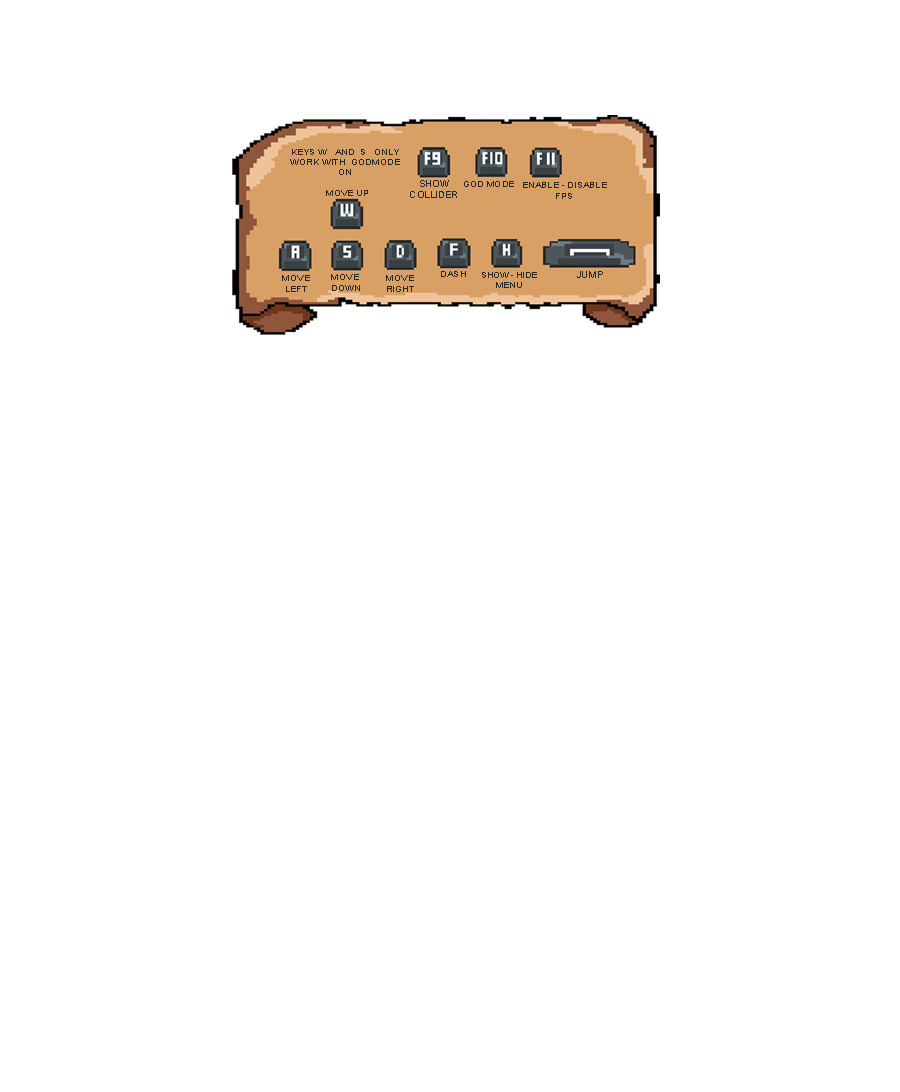 KEYS W AND S ONLY
WORK WITH GODMODE
ON
F9
F10
F11
SHOW
COLLIDER
GOD MODE
ENABLE - DISABLE
FPS
MOVE UP
W
A
S
D
F
H
MOVE
LEFT
MOVE
DOWN
MOVE
RIGHT
DASH
SHOW - HIDE
MENU
JUMP